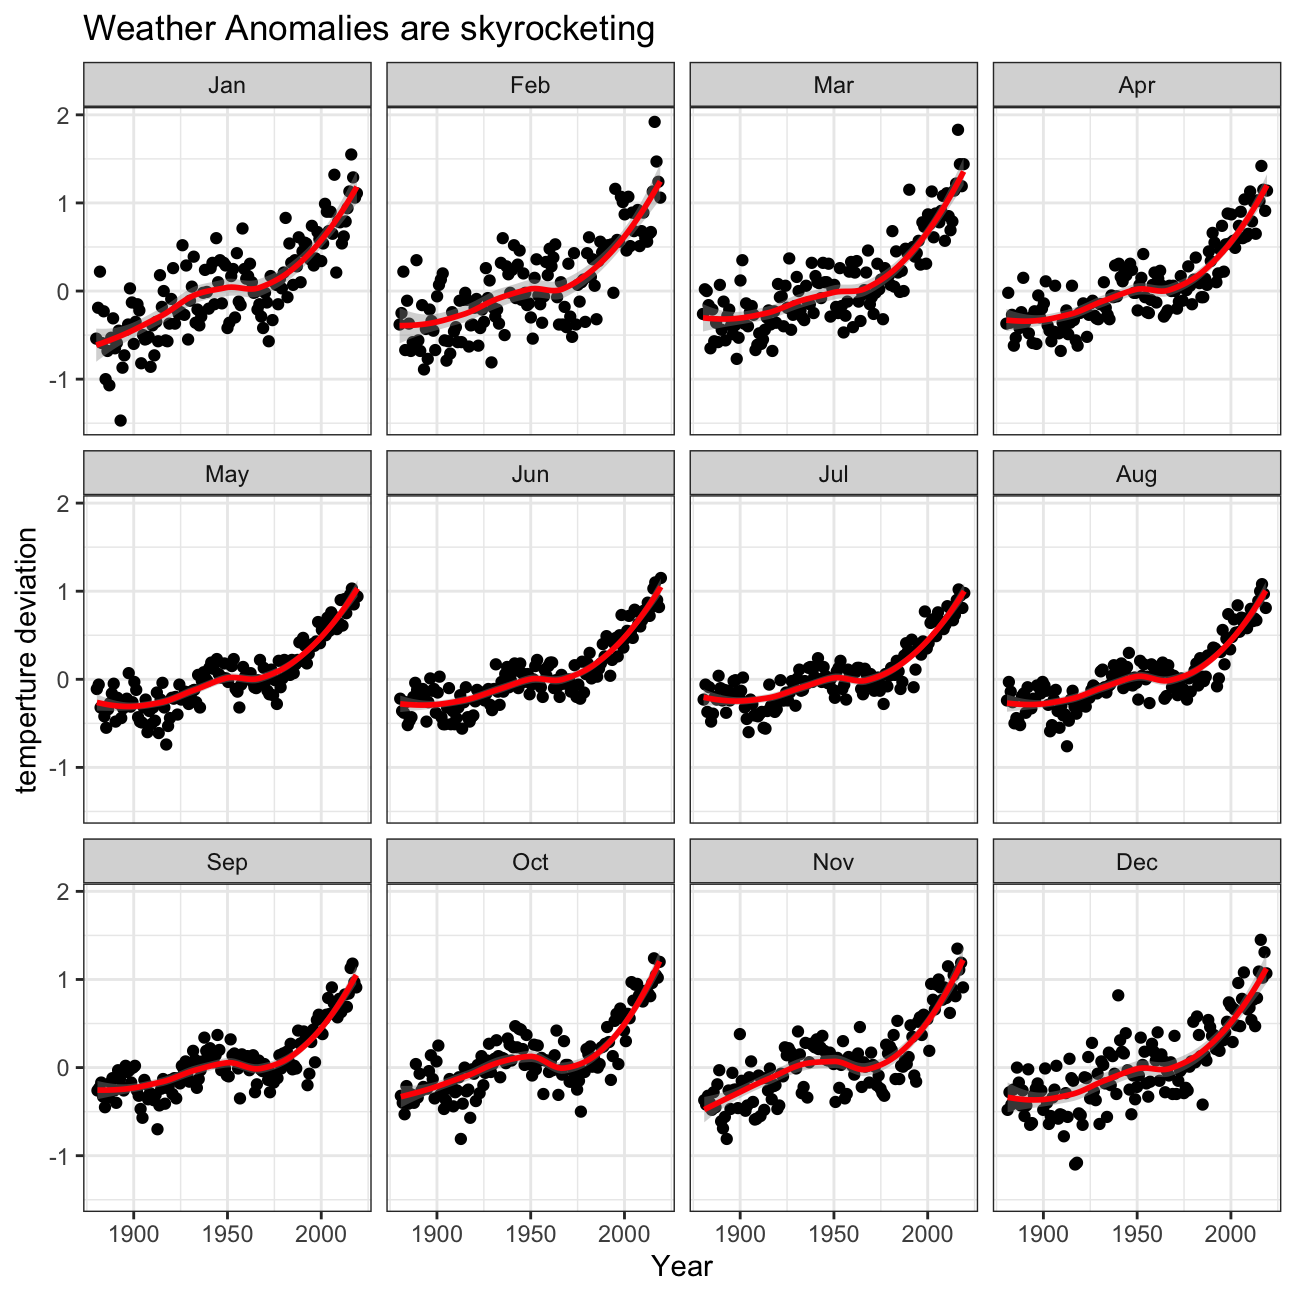 Weather Anomalies are skyrocketing
Jan Feb Mar Apr
2
1
0
-1
May Jun Jul Aug
2
1
0
-1
temperture deviation
Sep Oct Nov Dec
2
1
0
-1
1900 1950 2000 1900 1950 2000 1900 1950 2000 1900 1950 2000
Year